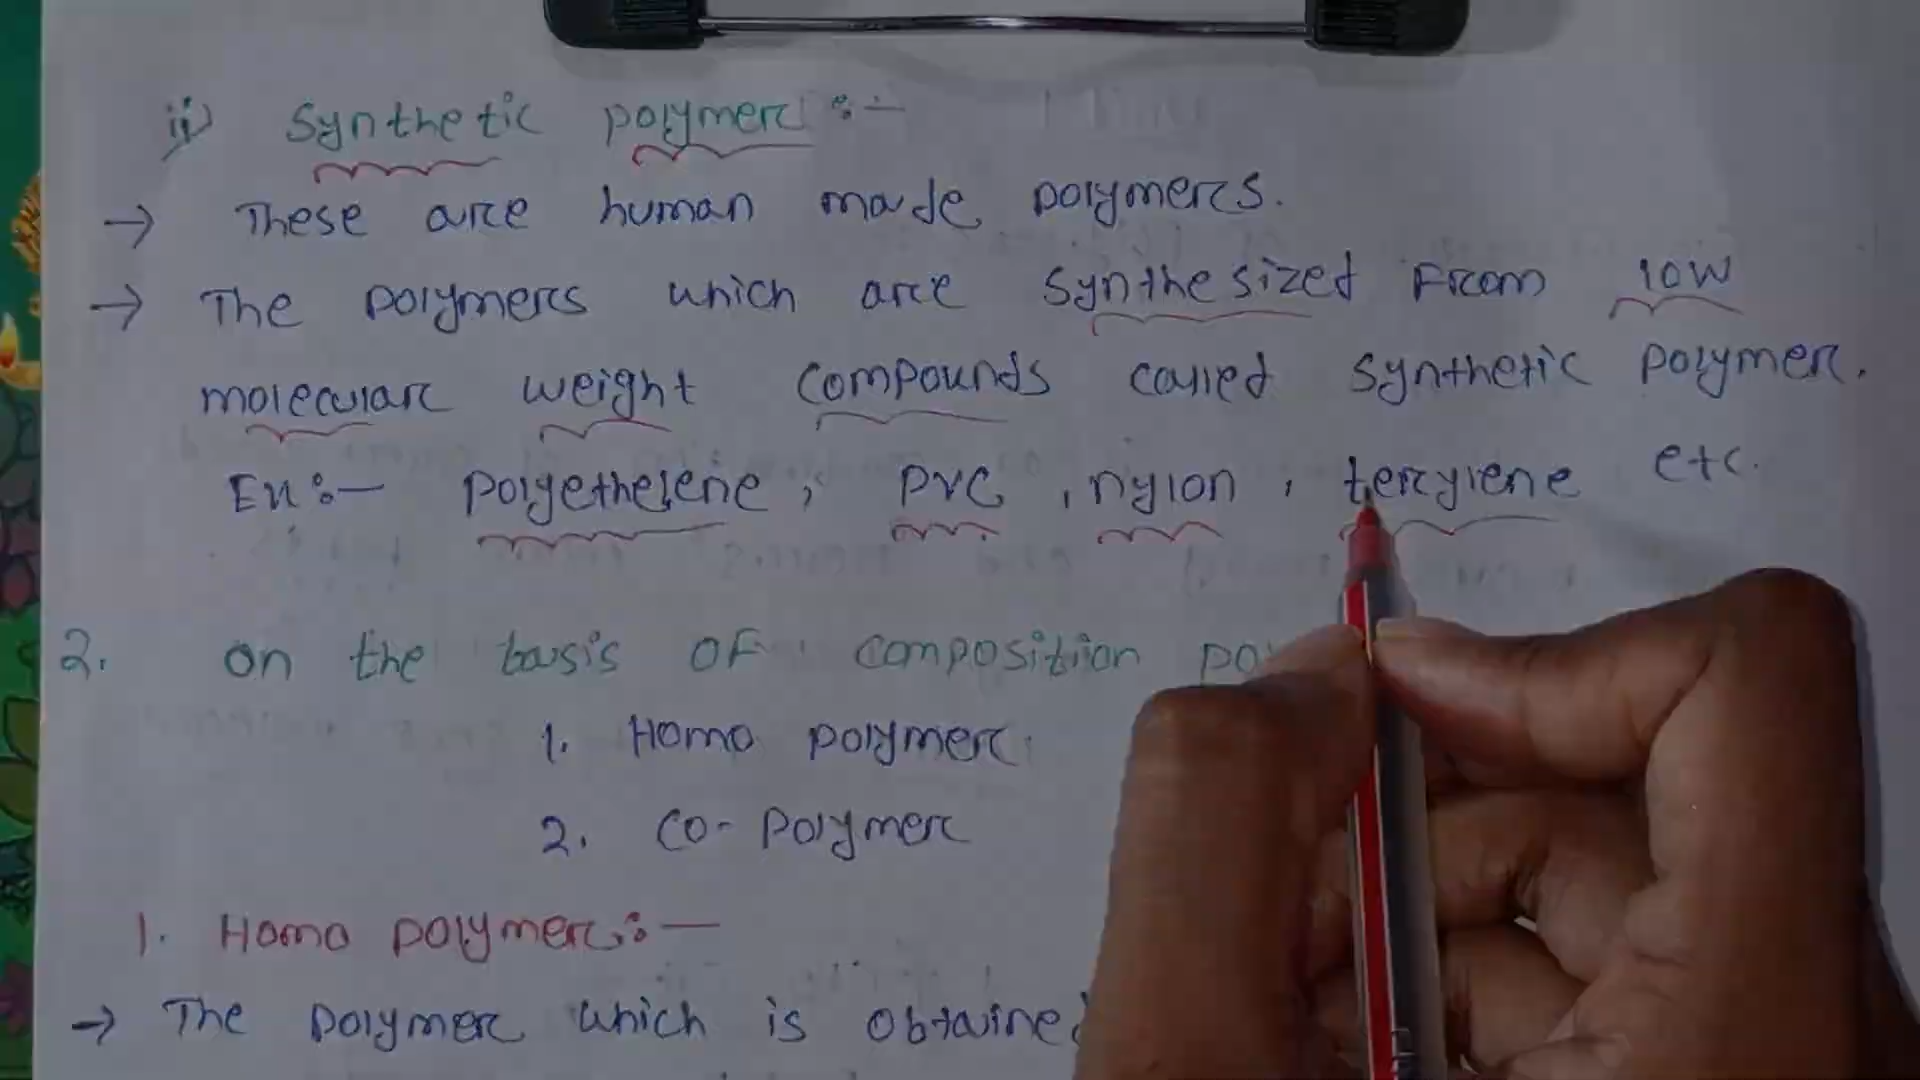 ii) Synthetic polymer :-
→ These are human made polymers.
→ The polymers which are synthesized from low
molecular weight compounds called synthetic polymer.
Ex :- polyethelene, PVC, nylon, terylene etc.
2. On the basis of composition po
1. Homo polymer
2. Co-polymer
1. Homo polymer :-
→ The polymer which is obtained